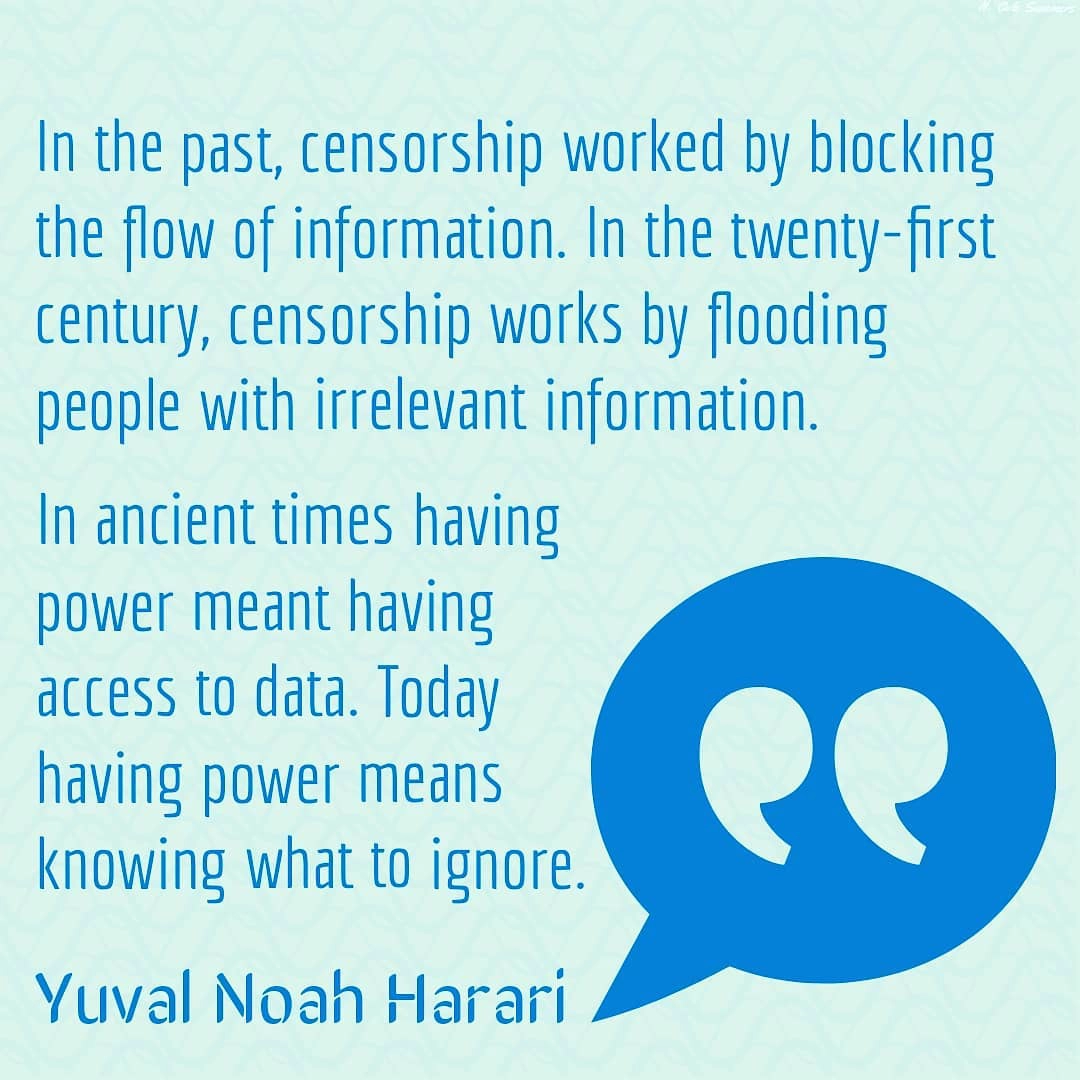 In the past, censorship worked by blocking
the flow of information. In the twenty-first
century, censorship works by flooding
people with irrelevant information.
In ancient times having
power meant having
access to data. Today
having power means
knowing what to ignore.
Yuval Noah Harari